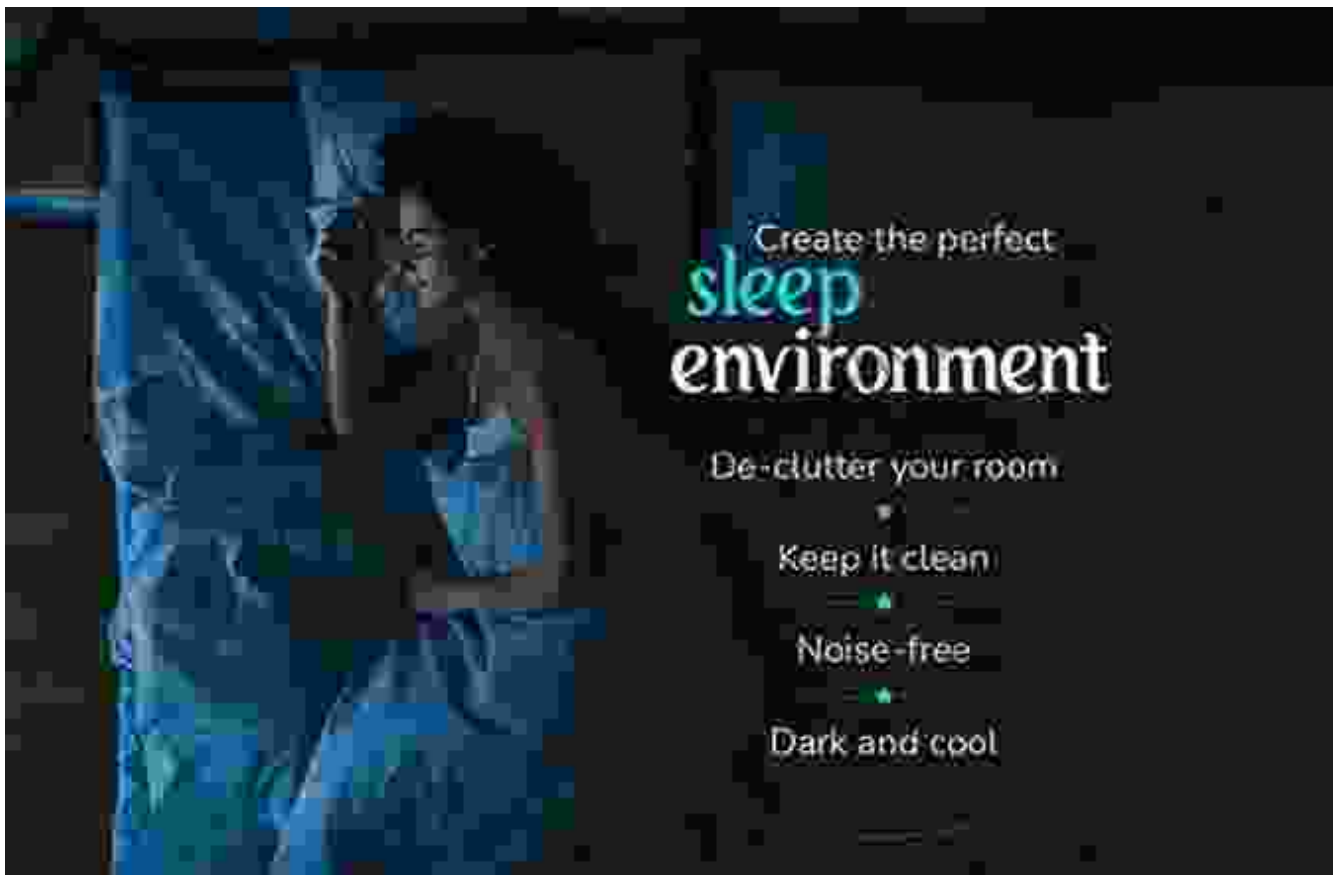 Create the perfect
sleep
environment
De-clutter your room
Keep it clean
Noise-free
Dark and cool